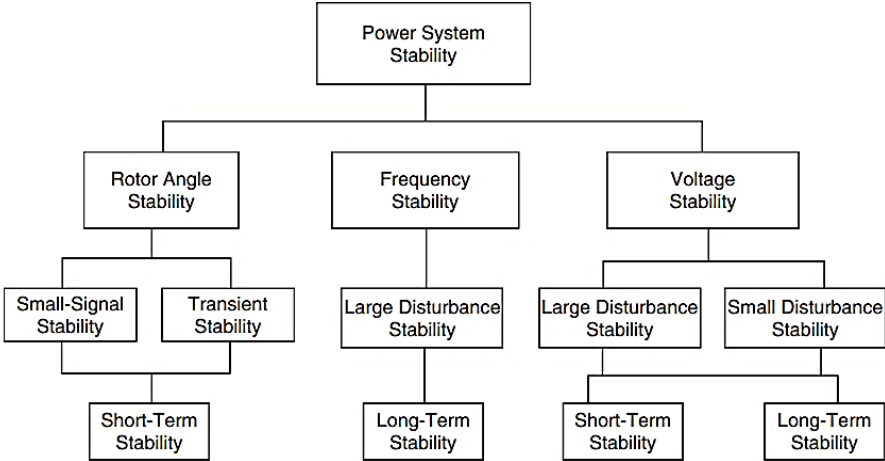 Power System
Stability
Rotor Angle
Stability
Frequency
Stability
Voltage
Stability
Small-Signal
Stability
Transient
Stability
Large Disturbance
Stability
Large Disturbance
Stability
Small Disturbance
Stability
Short-Term
Stability
Long-Term
Stability
Short-Term
Stability
Long-Term
Stability